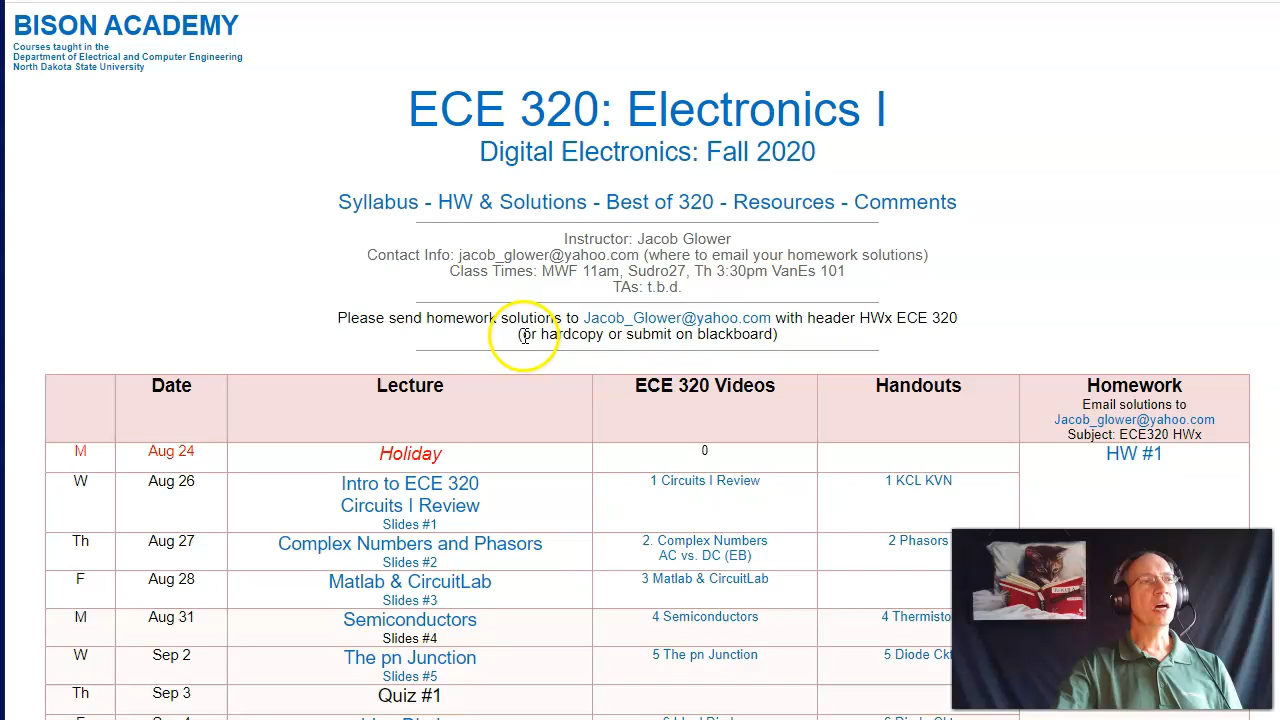 BISON ACADEMY
Courses taught in the
Department of Electrical and Computer Engineering
North Dakota State University
ECE 320: Electronics I
Digital Electronics: Fall 2020
Syllabus - HW & Solutions - Best of 320 - Resources - Comments
Instructor: Jacob Glower
Contact Info: jacob_glower@yahoo.com (where to email your homework solutions)
Class Times: MWF 11am, Sudro27, Th 3:30pm VanEs 101
TAs: t.b.d.
Please send homework solutions to Jacob_Glower@yahoo.com with header HWx ECE 320
(or hardcopy or submit on blackboard)
Date Lecture ECE 320 Videos Handouts Homework
Email solutions to
Jacob_glower@yahoo.com
Subject: ECE320 HWx
M Aug 24 Holiday 0 HW #1
W Aug 26 Intro to ECE 320 1 Circuits I Review 1 KCL KVN
Circuits I Review
Slides #1
Th Aug 27 Complex Numbers and Phasors 2. Complex Numbers 2 Phasors
AC vs. DC (EB)
Slides #2
F Aug 28 Matlab & CircuitLab 3 Matlab & CircuitLab
Slides #3
M Aug 31 Semiconductors 4 Semiconductors 4 Thermisto
Slides #4
W Sep 2 The pn Junction 5 The pn Junction 5 Diode Ckt
Slides #5
Th Sep 3 Quiz #1